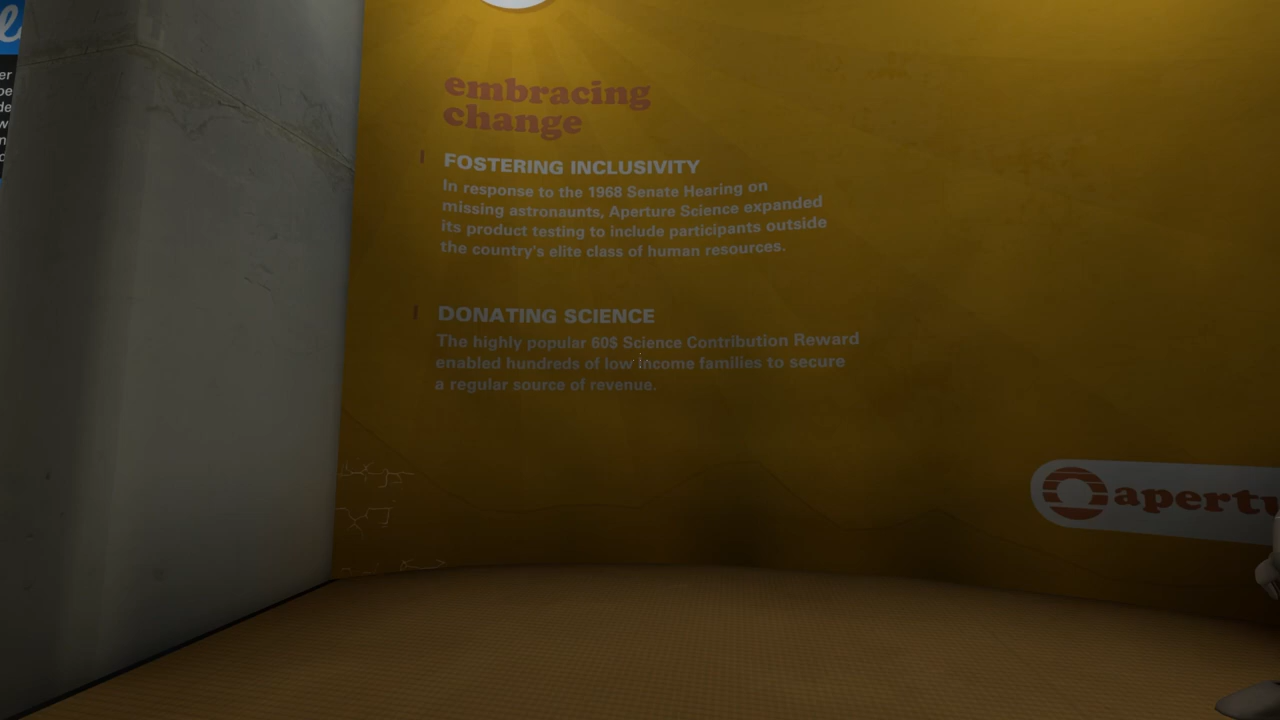 embracing
change
FOSTERING INCLUSIVITY
In response to the 1968 Senate Hearing on
missing astronaunts, Aperture Science expanded
its product testing to include participants outside
the country's elite class of human resources.
DONATING SCIENCE
The highly popular 60$ Science Contribution Reward
enabled hundreds of low income families to secure
a regular source of revenue.
apertu